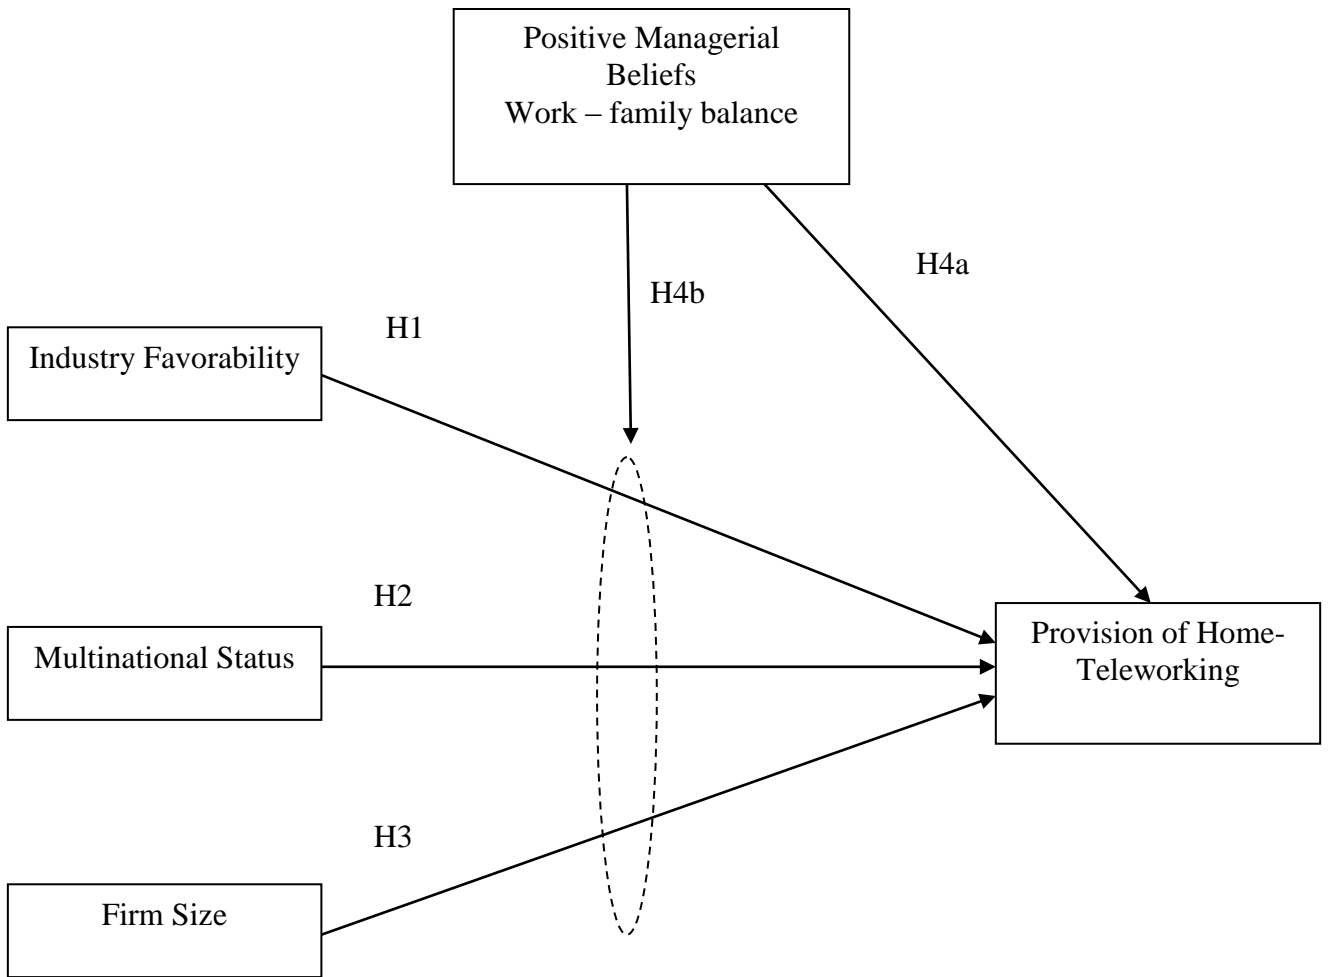 Positive Managerial
Beliefs
Work – family balance
H4a
H4b
H1
Industry Favorability
H2
Multinational Status
Provision of Home-
Teleworking
H3
Firm Size